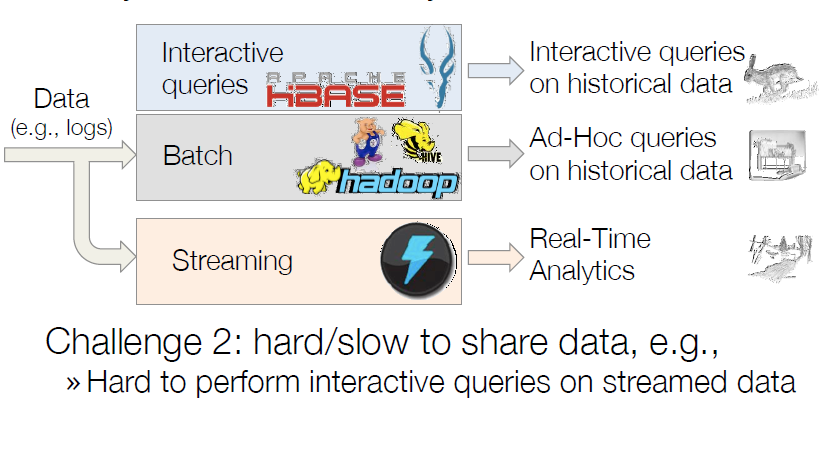 Interactive
queries
APACHE
HBASE
Interactive queries
on historical data
Data
(e.g., logs)
Batch
HIVE
hadoop
Ad-Hoc queries
on historical data
Streaming
Real-Time
Analytics
Challenge 2: hard/slow to share data, e.g.,
» Hard to perform interactive queries on streamed data